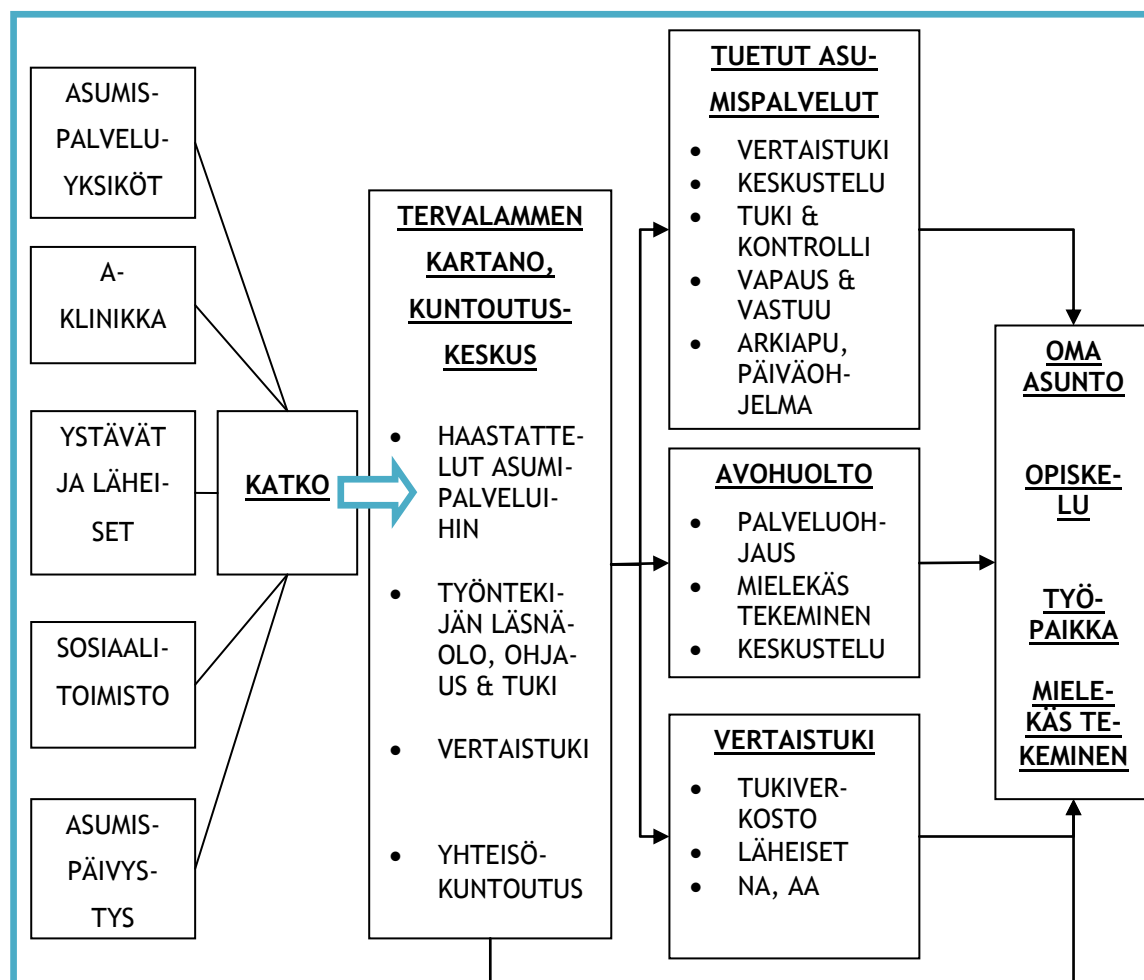 ASUMIS-
PALVELU-
YKSIKÖT
A-
KLINIKKA
YSTÄVÄT
JA LÄHEI-
SET
SOSIAALI-
TOIMISTO
ASUMIS-
PÄIVYS-
TYS
KATKO
TERVALAMMEN
KARTANO,
KUNTOUTUS-
KESKUS
• HAASTATTE-
LUT ASUMI-
PALVELUI-
HIN
• TYÖNTEKI-
JÄN LÄSNÄ-
OLO, OHJA-
US & TUKI
• VERTAISTUKI
• YHTEISÖ-
KUNTOUTUS
TUETUT ASU-
MISPALVELUT
• VERTAISTUKI
• KESKUSTELU
• TUKI &
KONTROLLI
• VAPAUS &
VASTUU
• ARKIAPU,
PÄIVÄOH-
JELMA
AVOHUOLTO
• PALVELUOH-
JAUS
• MIELEKÄS
TEKEMINEN
• KESKUSTELU
VERTAISTUKI
• TUKIVER-
KOSTO
• LÄHEISET
• NA, AA
OMA
ASUNTO
OPISKE-
LU
TYÖ-
PAIKKA
MIELE-
KÄS TE-
KEMINEN